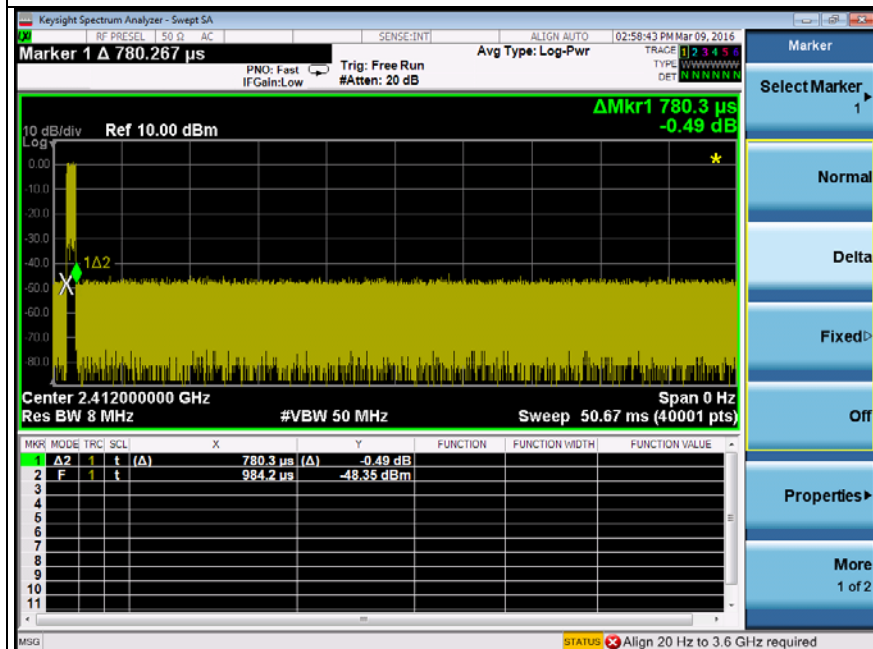 Keysight Spectrum Analyzer - Swept SA
RF PRESEL 50 Ω AC SENSE:INT ALIGN AUTO 02:58:43 PM Mar 09, 2016
Marker 1 Δ 780.267 µs
PNO: Fast
IFGain:Low
Trig: Free Run
#Atten: 20 dB
Avg Type: Log-Pwr
TRACE 1 2 3 4 5 6
TYPE WWWWWW
DET N N N N N N
ΔMkr1 780.3 µs
-0.49 dB
10 dB/div Ref 10.00 dBm
Log
0.00
-10.0
-20.0
-30.0
-40.0
-50.0
-60.0
-70.0
-80.0
1Δ2
*
X
Center 2.412000000 GHz Span 0 Hz
Res BW 8 MHz #VBW 50 MHz Sweep 50.67 ms (40001 pts)
MKR MODE TRC SCL X Y FUNCTION FUNCTION WIDTH FUNCTION VALUE
1 Δ2 1 t (Δ) 780.3 µs (Δ) -0.49 dB
2 F 1 t 984.2 µs -48.35 dBm
3
4
5
6
7
8
9
10
11
MSG STATUS Align 20 Hz to 3.6 GHz required
Marker
Select Marker
1
Normal
Delta
Fixed
Off
Properties
More
1 of 2